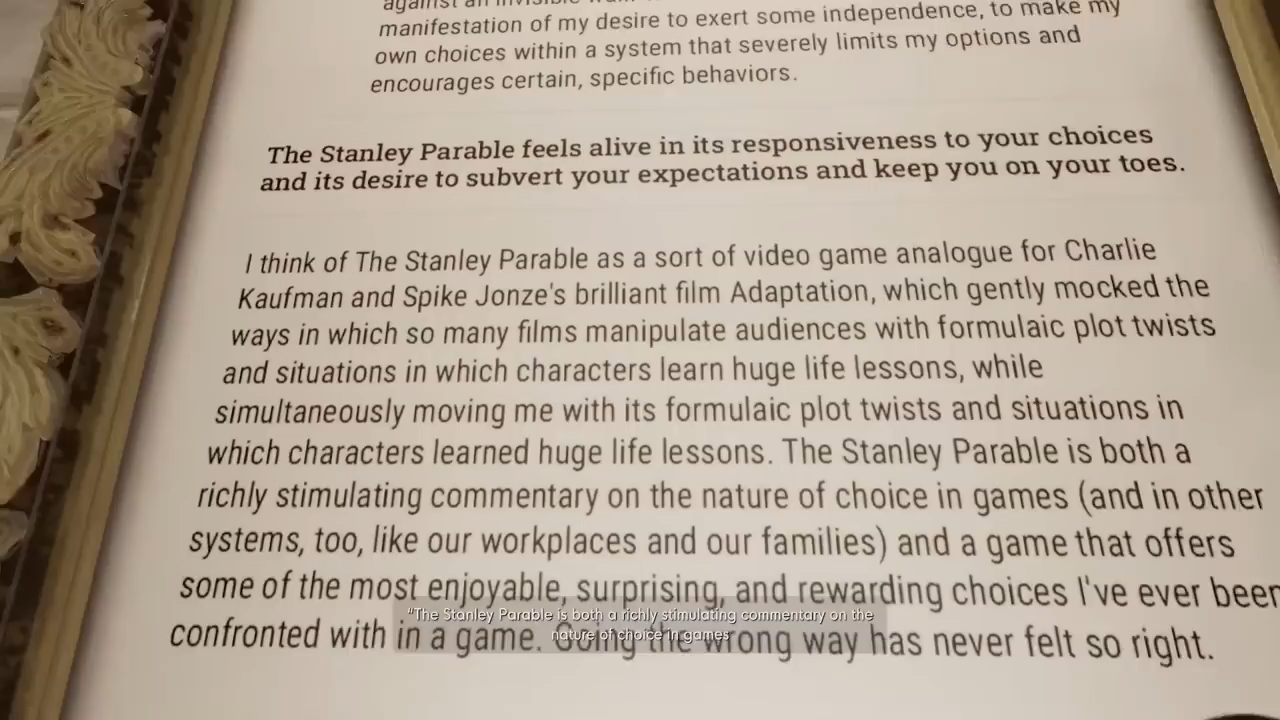 against an
manifestation of my desire to exert some independence, to make my
own choices within a system that severely limits my options and
encourages certain, specific behaviors.
The Stanley Parable feels alive in its responsiveness to your choices
and its desire to subvert your expectations and keep you on your toes.
I think of The Stanley Parable as a sort of video game analogue for Charlie
Kaufman and Spike Jonze's brilliant film Adaptation, which gently mocked the
ways in which so many films manipulate audiences with formulaic plot twists
and situations in which characters learn huge life lessons, while
simultaneously moving me with its formulaic plot twists and situations in
which characters learned huge life lessons. The Stanley Parable is both a
richly stimulating commentary on the nature of choice in games (and in other
systems, too, like our workplaces and our families) and a game that offers
some of the most enjoyable, surprising, and rewarding choices I've ever been
confronted with in a game. Going the wrong way has never felt so right.
"The Stanley Parable is both a richly stimulating commentary on the
nature of choice in games